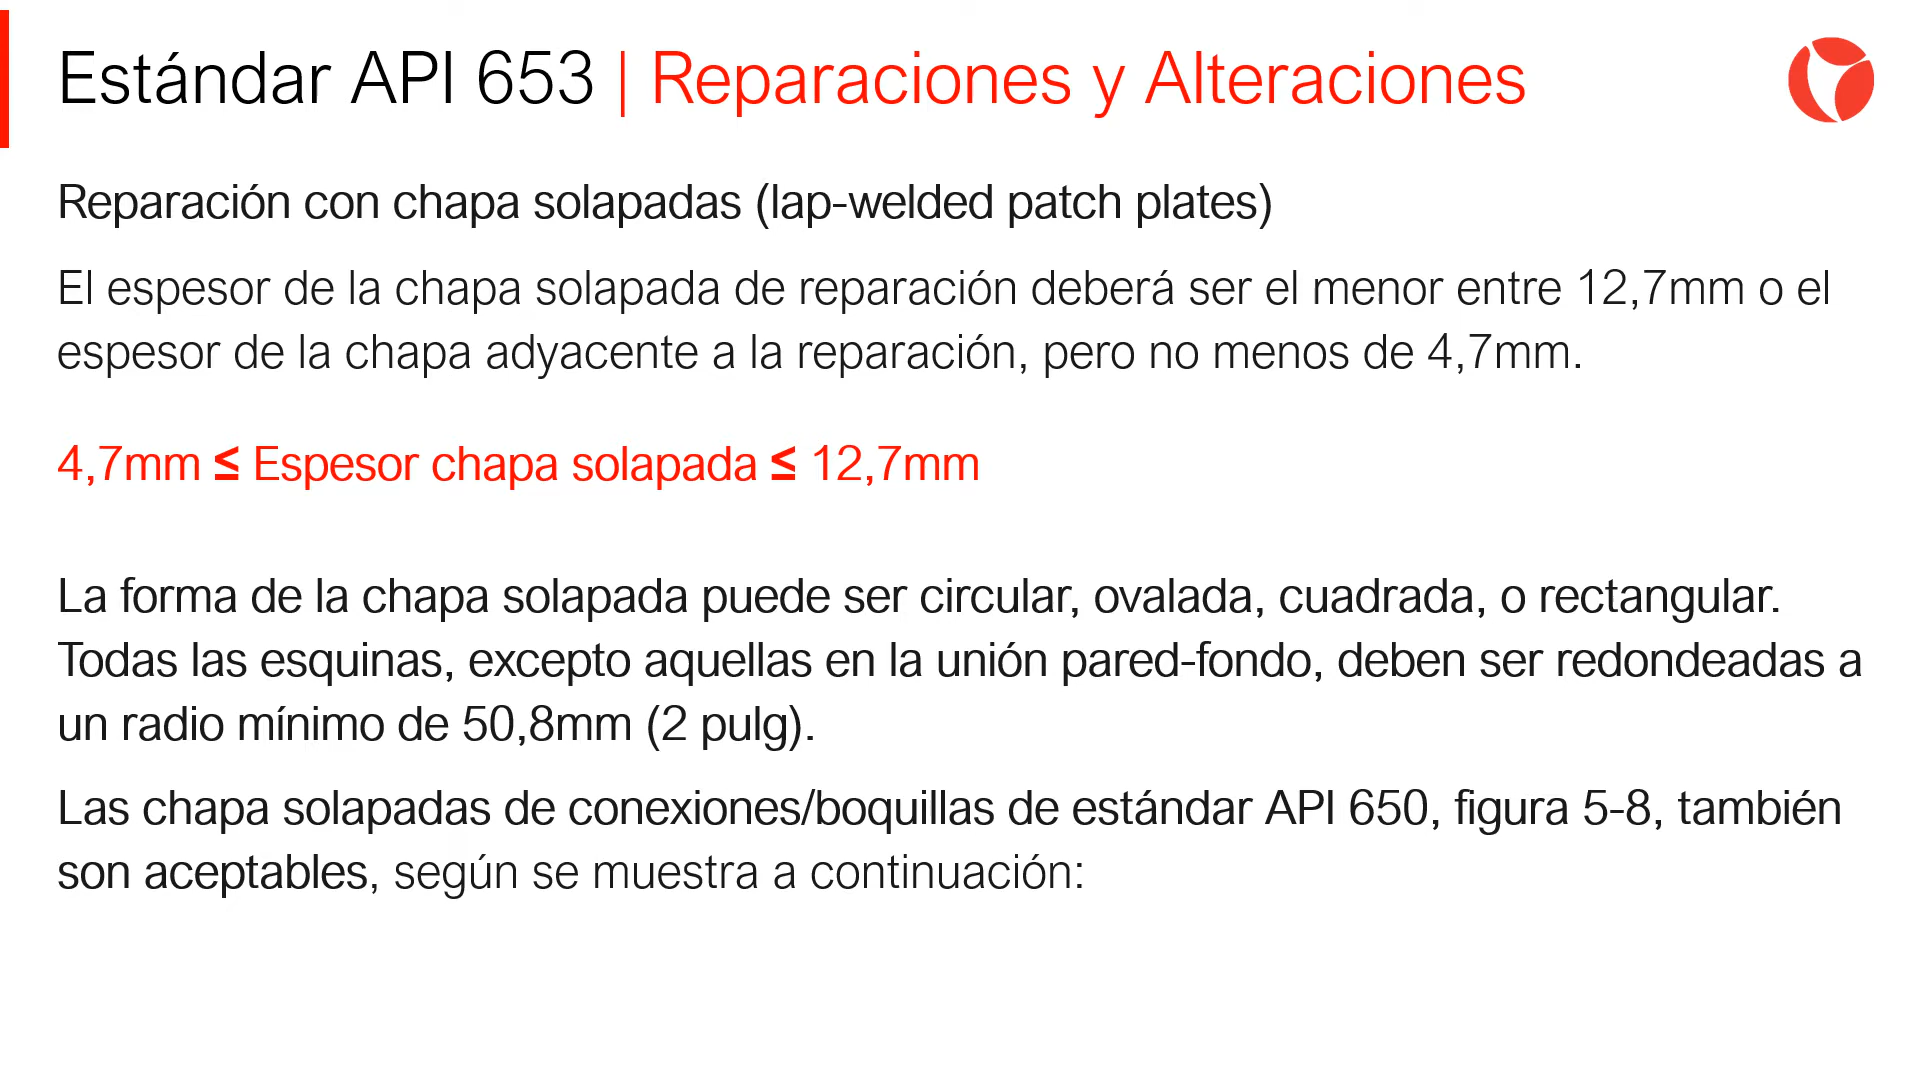 Estándar API 653 | Reparaciones y Alteraciones
Reparación con chapa solapadas (lap-welded patch plates)
El espesor de la chapa solapada de reparación deberá ser el menor entre 12,7mm o el
espesor de la chapa adyacente a la reparación, pero no menos de 4,7mm.
4,7mm ≤ Espesor chapa solapada ≤ 12,7mm
La forma de la chapa solapada puede ser circular, ovalada, cuadrada, o rectangular.
Todas las esquinas, excepto aquellas en la unión pared-fondo, deben ser redondeadas a
un radio mínimo de 50,8mm (2 pulg).
Las chapa solapadas de conexiones/boquillas de estándar API 650, figura 5-8, también
son aceptables, según se muestra a continuación: